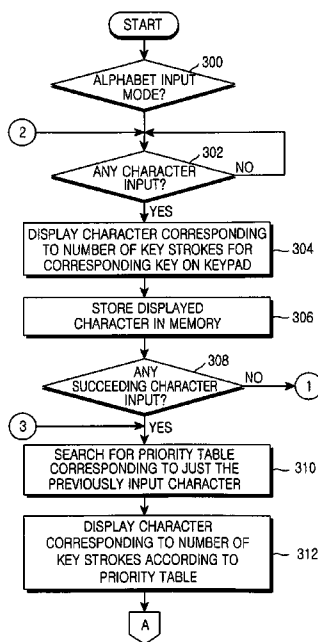 START
300
ALPHABET INPUT
MODE?
2
302
ANY CHARACTER
INPUT?
NO
YES
DISPLAY CHARACTER CORRESPONDING
TO NUMBER OF KEY STROKES FOR
CORRESPONDING KEY ON KEYPAD
304
STORE DISPLAYED
CHARACTER IN MEMORY
306
308
ANY
SUCCEEDING CHARACTER
INPUT?
NO
1
3
YES
SEARCH FOR PRIORITY TABLE
CORRESPONDING TO JUST THE
PREVIOUSLY INPUT CHARACTER
310
DISPLAY CHARACTER
CORRESPONDING TO NUMBER OF
KEY STROKES ACCORDING TO
PRIORITY TABLE
312
A